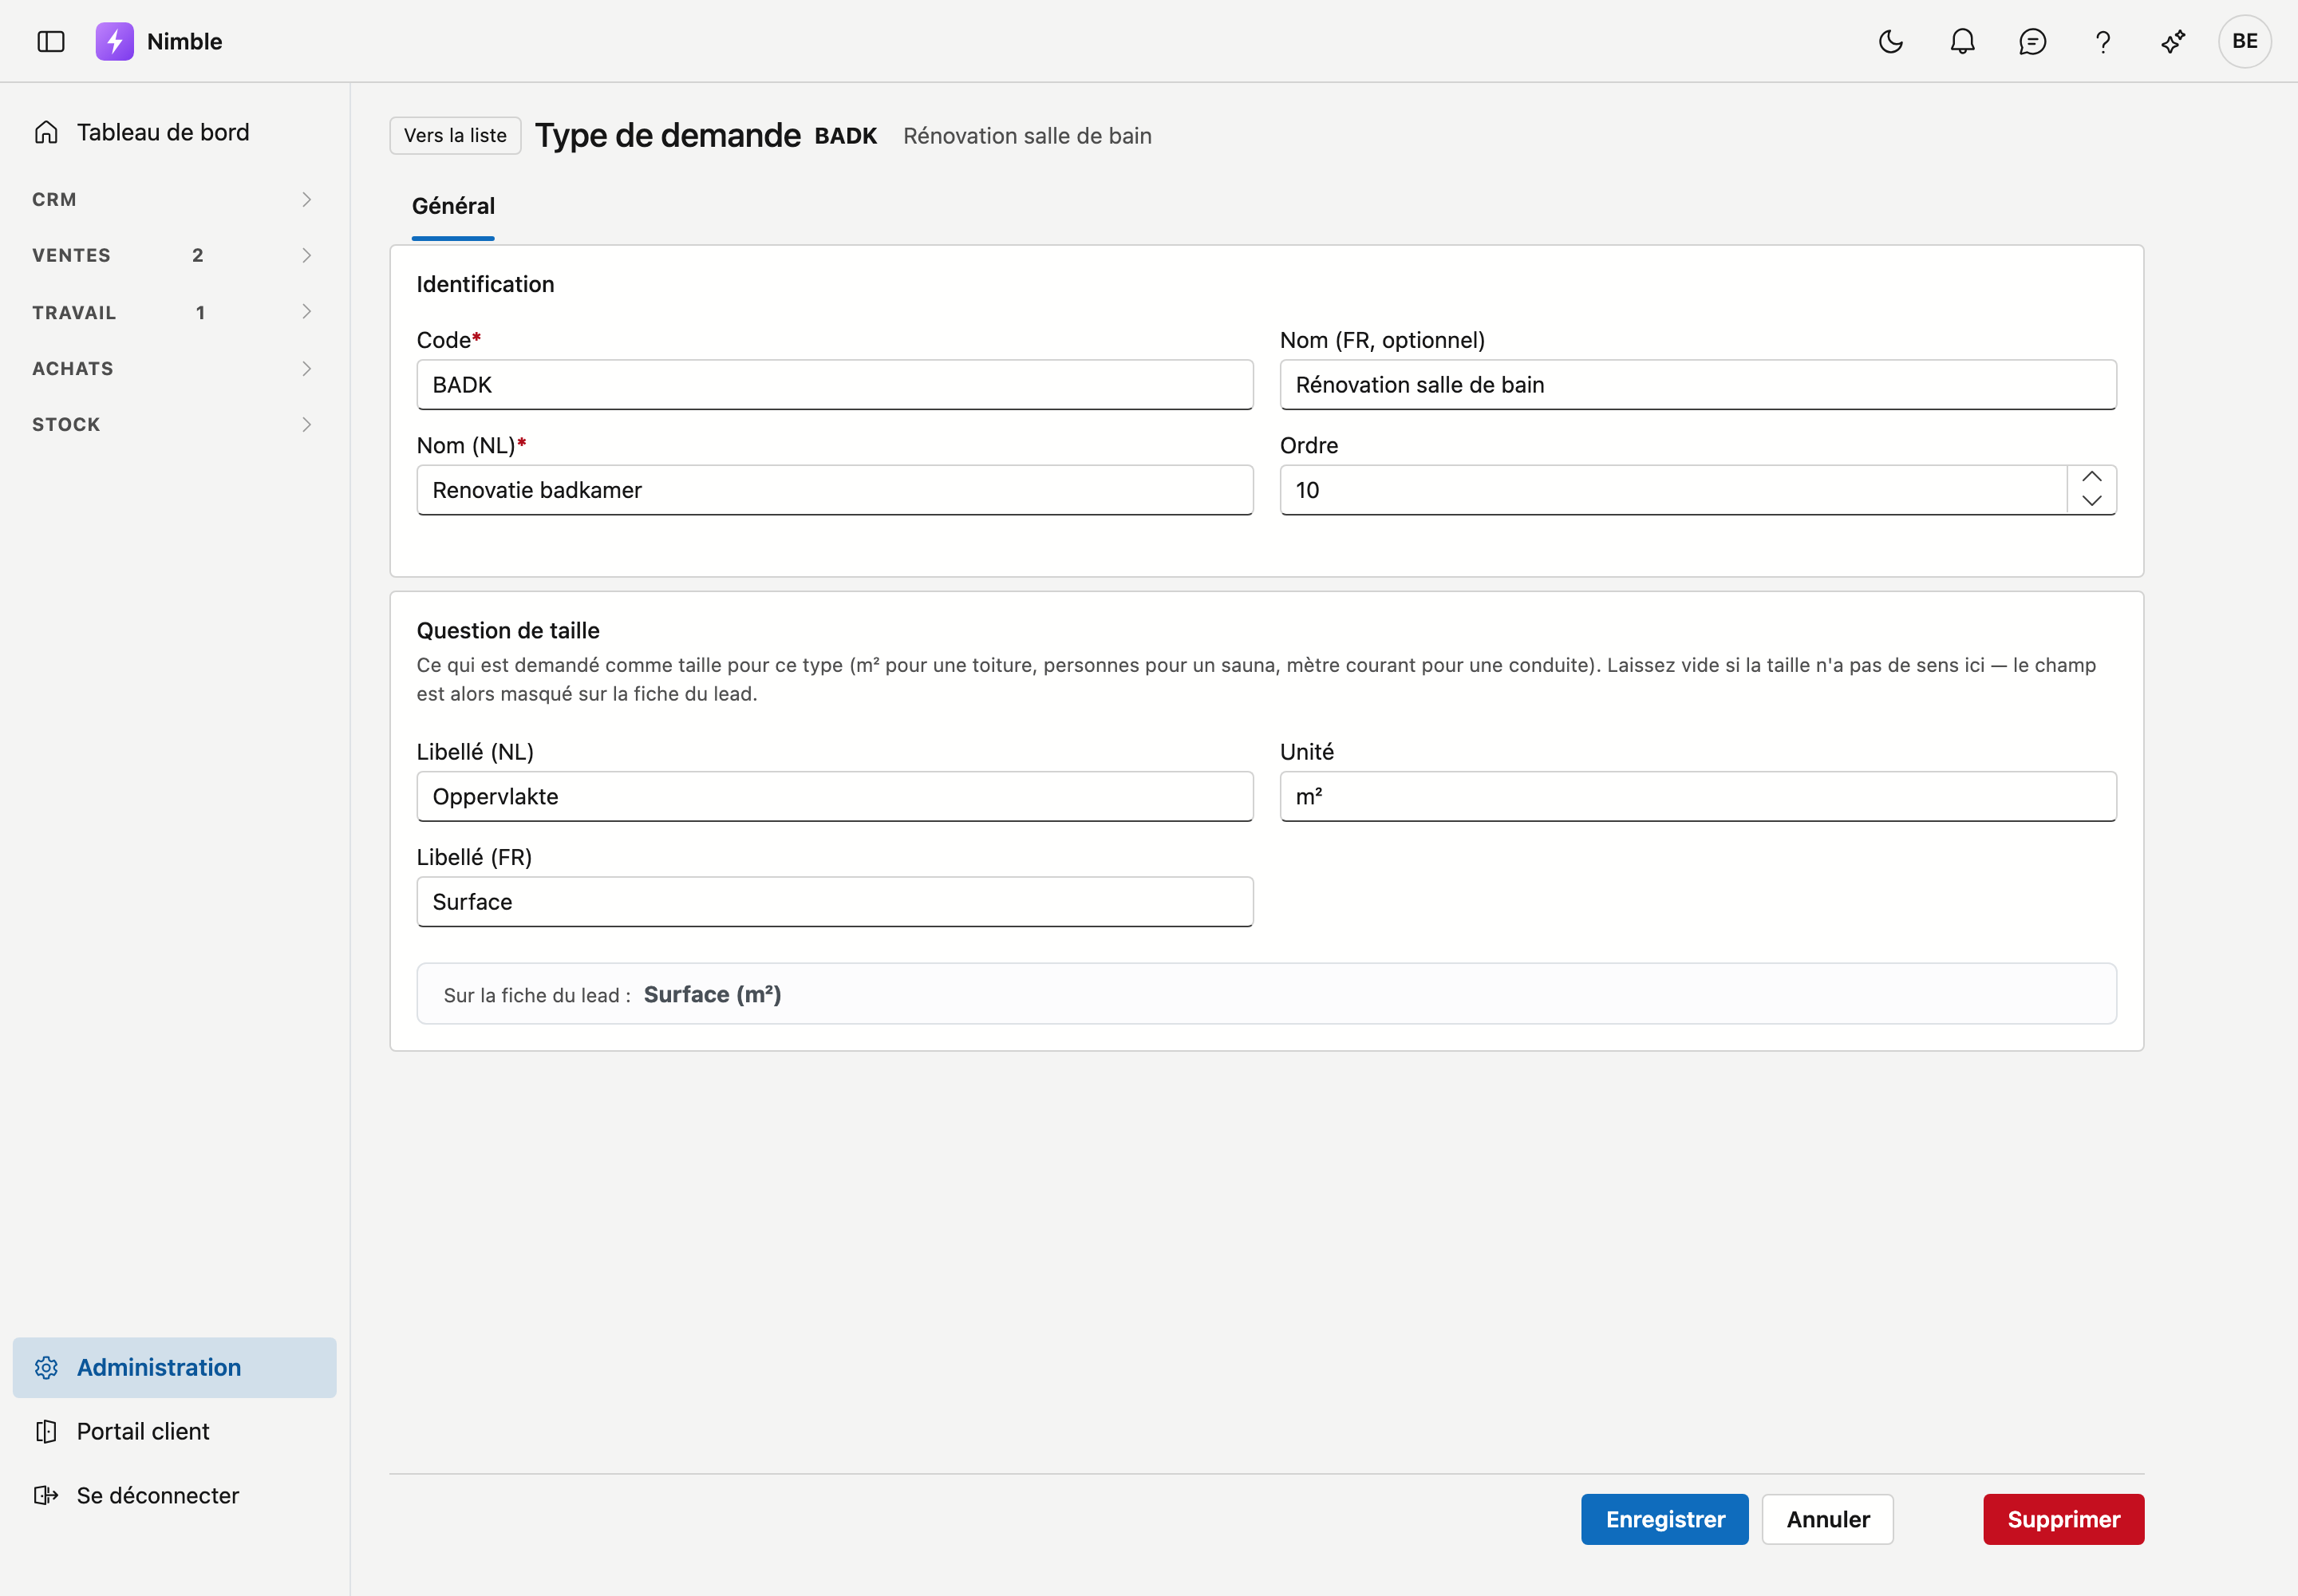 Nimble
BE
Tableau de bord
CRM
VENTES 2
TRAVAIL 1
ACHATS
STOCK
Administration
Portail client
Se déconnecter
Vers la liste Type de demande BADK Rénovation salle de bain
Général
Identification
Code* Nom (FR, optionnel)
BADK Rénovation salle de bain
Nom (NL)* Ordre
Renovatie badkamer 10
Question de taille
Ce qui est demandé comme taille pour ce type (m² pour une toiture, personnes pour un sauna, mètre courant pour une conduite). Laissez vide si la taille n'a pas de sens ici — le champ
est alors masqué sur la fiche du lead.
Libellé (NL) Unité
Oppervlakte m²
Libellé (FR)
Surface
Sur la fiche du lead : Surface (m²)
Enregistrer Annuler Supprimer